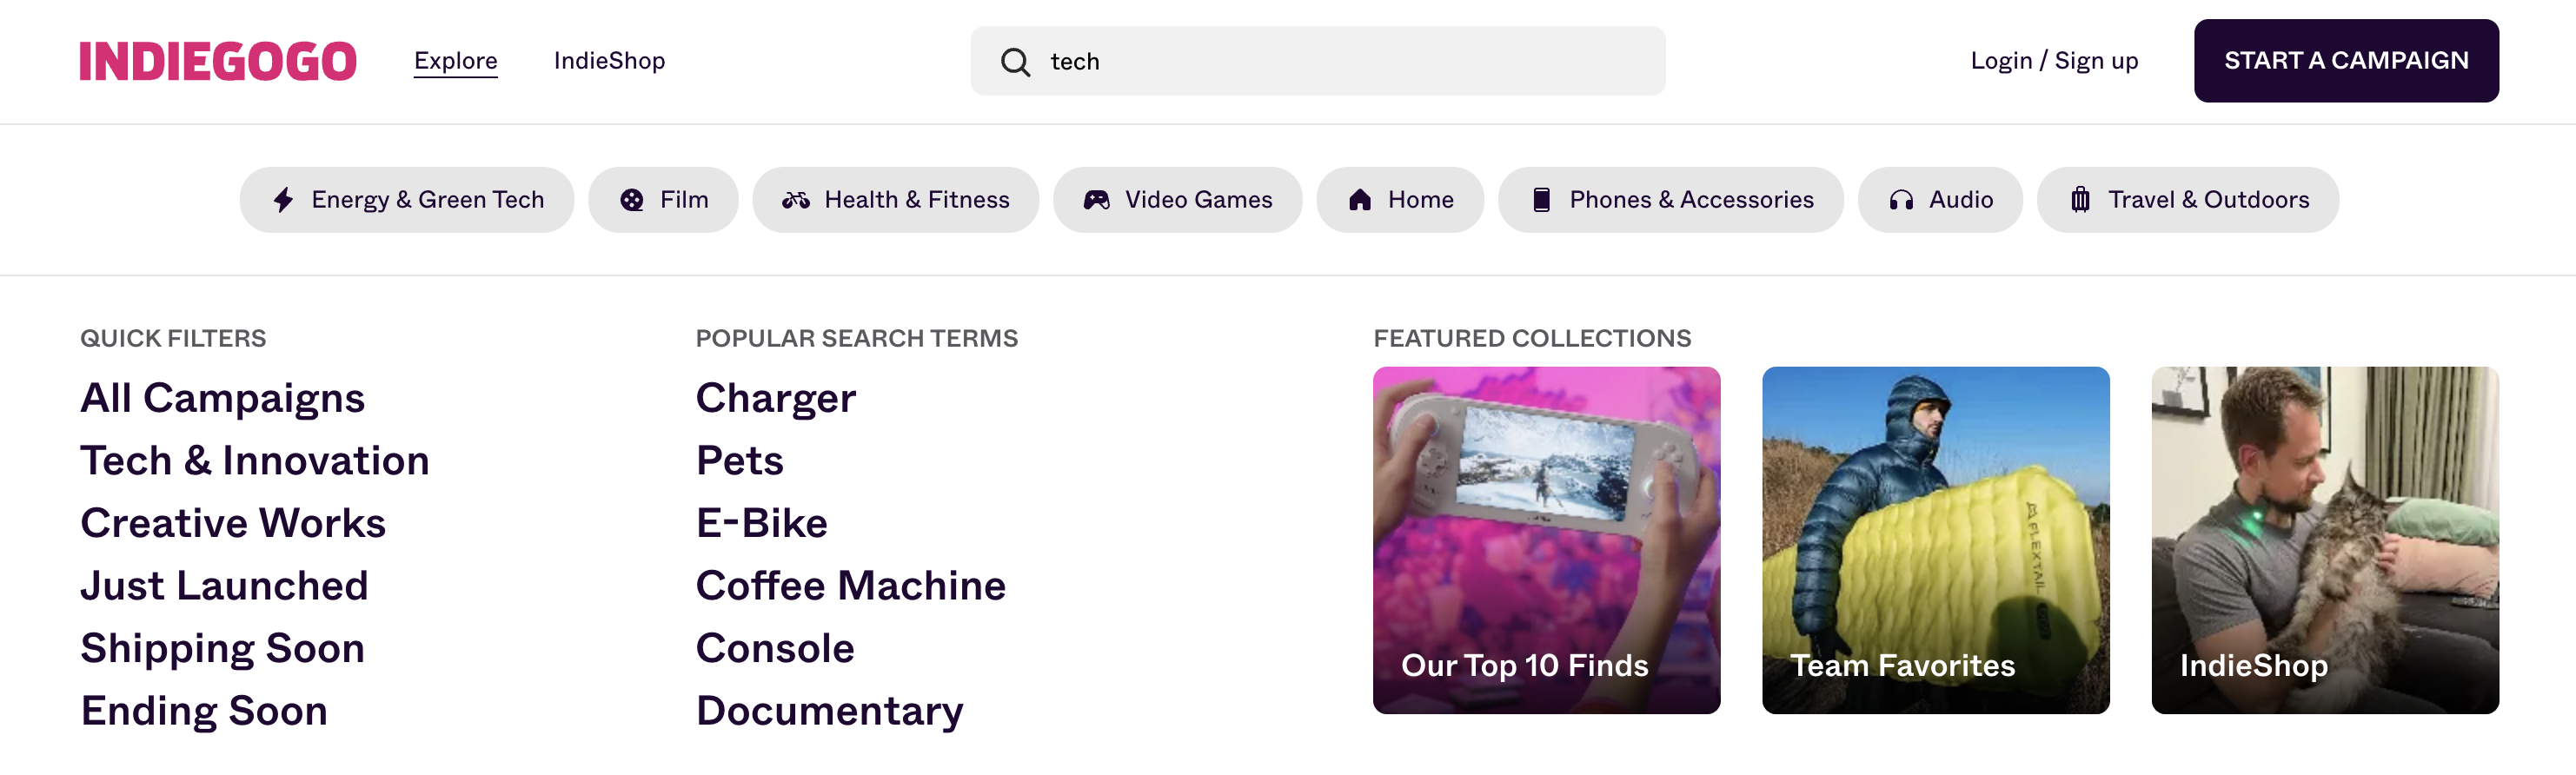 INDIEGOGO
Explore
IndieShop
tech
Login / Sign up
START A CAMPAIGN
Energy & Green Tech
Film
Health & Fitness
Video Games
Home
Phones & Accessories
Audio
Travel & Outdoors
QUICK FILTERS
All Campaigns
Tech & Innovation
Creative Works
Just Launched
Shipping Soon
Ending Soon
POPULAR SEARCH TERMS
Charger
Pets
E-Bike
Coffee Machine
Console
Documentary
FEATURED COLLECTIONS
Our Top 10 Finds
FLEXTAIL
Team Favorites
IndieShop